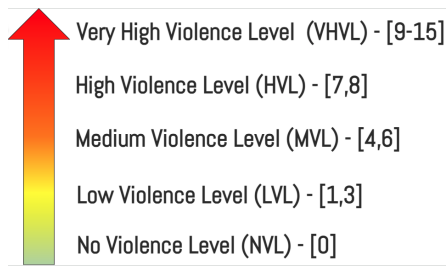 Very High Violence Level (VHVL) - [9-15]
High Violence Level (HVL) - [7,8]
Medium Violence Level (MVL) - [4,6]
Low Violence Level (LVL) - [1,3]
No Violence Level (NVL) - [0]